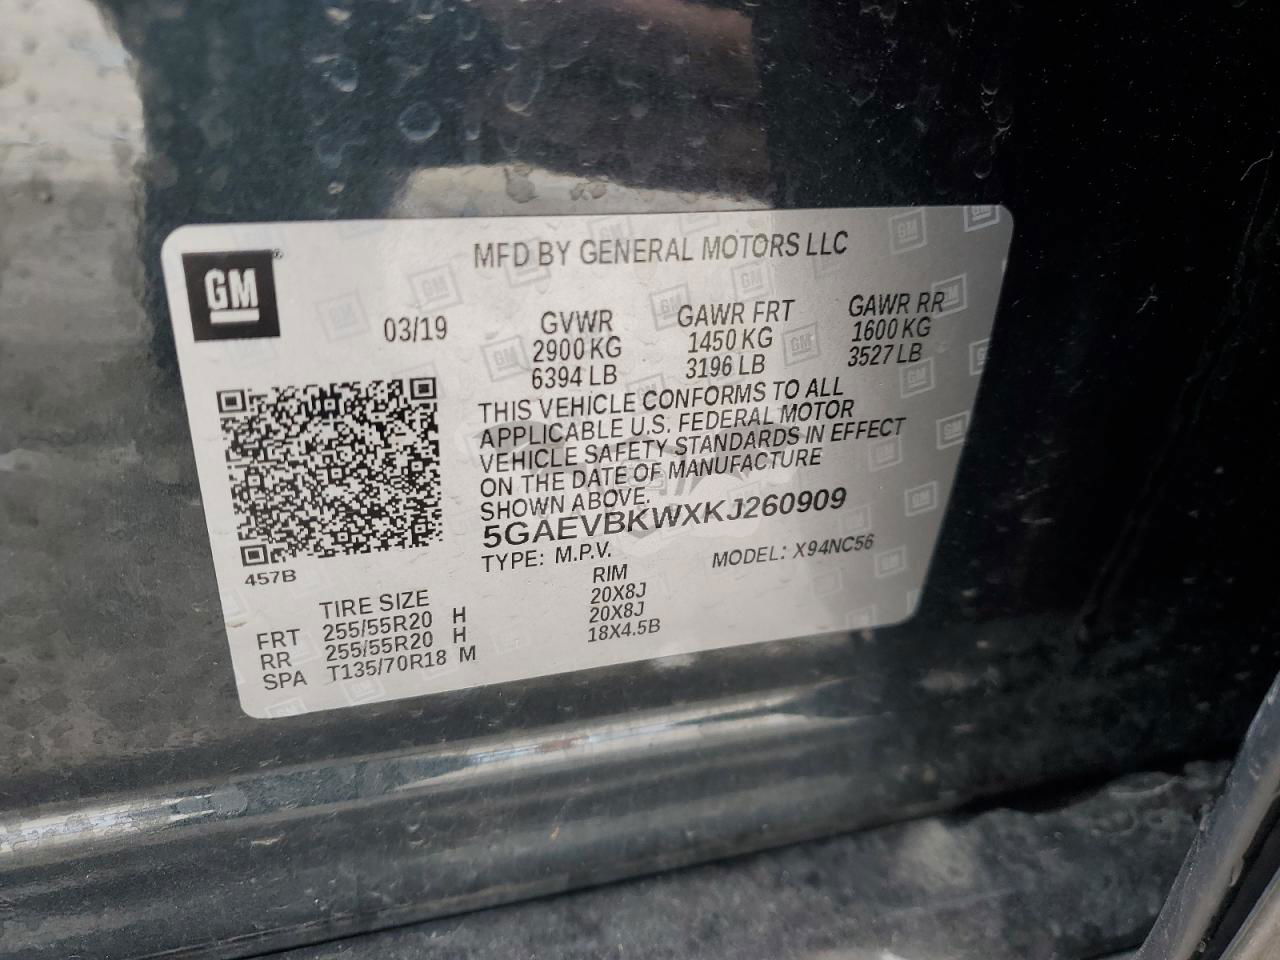 GM
MFD BY GENERAL MOTORS LLC
03/19
GVWR GAWR FRT GAWR RR
2900 KG 1450 KG 1600 KG
6394 LB 3196 LB 3527 LB
THIS VEHICLE CONFORMS TO ALL
APPLICABLE U.S. FEDERAL MOTOR
VEHICLE SAFETY STANDARDS IN EFFECT
ON THE DATE OF MANUFACTURE
SHOWN ABOVE.
5GAEVBKWXKJ260909
TYPE: M.P.V. MODEL: X94NC56
457B
TIRE SIZE RIM
FRT 255/55R20 H 20X8J
RR 255/55R20 H 20X8J
SPA T135/70R18 M 18X4.5B